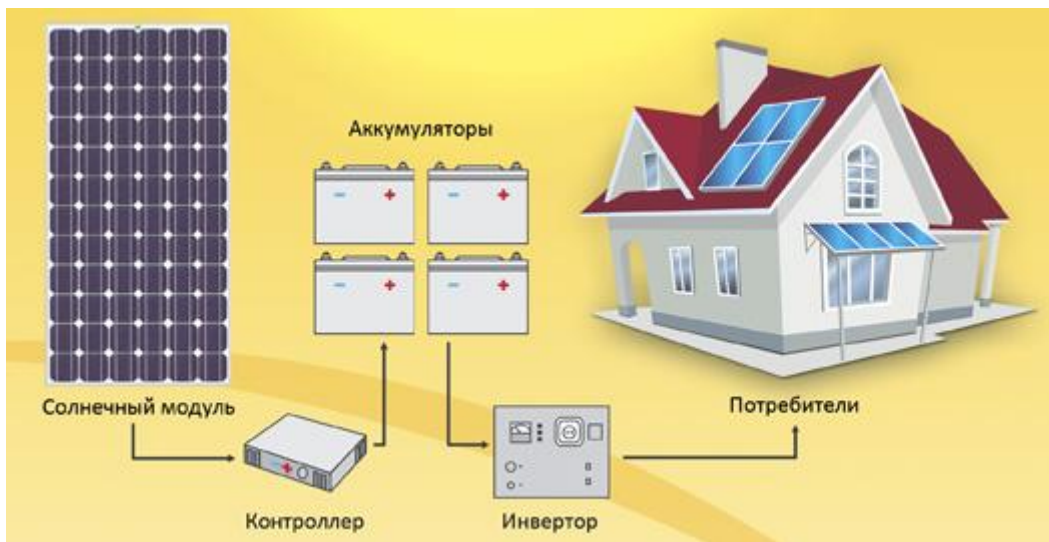 Аккумуляторы
Солнечный модуль
Потребители
Контроллер
Инвертор